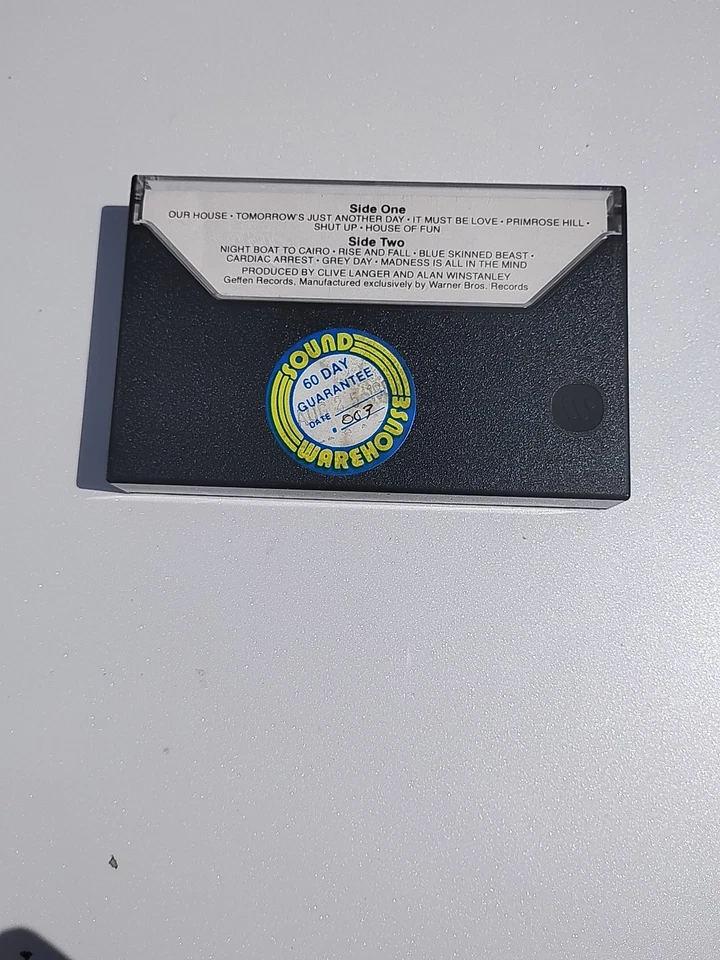 Side One
OUR HOUSE • TOMORROW'S JUST ANOTHER DAY • IT MUST BE LOVE • PRIMROSE HILL •
SHUT UP • HOUSE OF FUN
Side Two
NIGHT BOAT TO CAIRO • RISE AND FALL • BLUE SKINNED BEAST •
CARDIAC ARREST • GREY DAY • MADNESS IS ALL IN THE MIND
PRODUCED BY CLIVE LANGER AND ALAN WINSTANLEY
Geffen Records, Manufactured exclusively by Warner Bros. Records
SOUND
60 DAY
GUARANTEE
DATE
WAREHOUSE